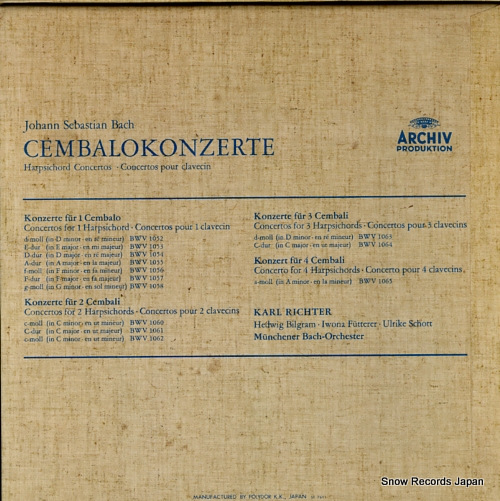 Johann Sebastian Bach
CEMBALOKONZERTE
Harpsichord Concertos · Concertos pour clavecin
ARCHIV
PRODUKTION
Konzerte für 1 Cembalo
Concertos for 1 Harpsichord · Concertos pour 1 clavecin
d-moll (in D minor · en ré mineur) BWV 1052
E-dur (in E major · en mi majeur) BWV 1053
D-dur (in D major · en ré majeur) BWV 1054
A-dur (in A major · en la majeur) BWV 1055
f-moll (in F minor · en fa mineur) BWV 1056
F-dur (in F major · en fa majeur) BWV 1057
g-moll (in G minor · en sol mineur) BWV 1058
Konzerte für 2 Cembali
Concertos for 2 Harpsichords · Concertos pour 2 clavecins
c-moll (in C minor · en ut mineur) BWV 1060
C-dur (in C major · en ut majeur) BWV 1061
c-moll (in C minor · en ut mineur) BWV 1062
Konzerte für 3 Cembali
Concertos for 3 Harpsichords · Concertos pour 3 clavecins
d-moll (in D minor · en ré mineur) BWV 1063
C-dur (in C major · en ut majeur) BWV 1064
Konzert für 4 Cembali
Concerto for 4 Harpsichords · Concerto pour 4 clavecins
a-moll (in A minor · en la mineur) BWV 1065
KARL RICHTER
Hedwig Bilgram · Iwona Fütterer · Ulrike Schott
Münchener Bach-Orchester
MANUFACTURED BY POLYDOR K.K., JAPAN
Snow Records Japan